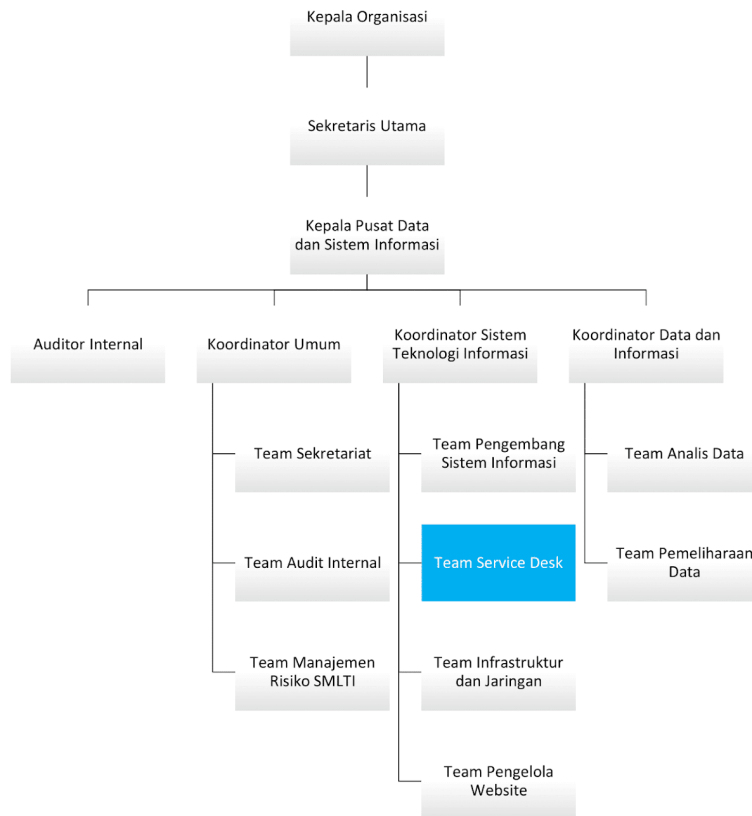 Kepala Organisasi
Sekretaris Utama
Kepala Pusat Data
dan Sistem Informasi
Auditor Internal
Koordinator Umum
Koordinator Sistem
Teknologi Informasi
Koordinator Data dan
Informasi
Team Sekretariat
Team Audit Internal
Team Manajemen
Risiko SMLTI
Team Pengembang
Sistem Informasi
Team Service Desk
Team Infrastruktur
dan Jaringan
Team Pengelola
Website
Team Analis Data
Team Pemeliharaan
Data